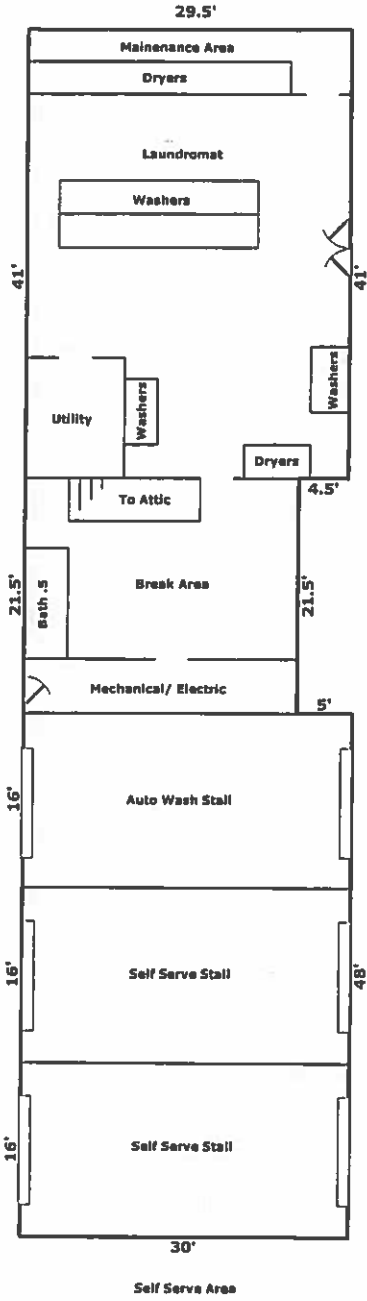 29.5'
Mainenance Area
Dryers
Laundromat
Washers
41'
41'
Washers
Washers
Utility
Dryers
4.5'
To Attic
21.5'
Bath .5
Break Area
21.5'
Mechanical/ Electric
5'
16'
Auto Wash Stall
16'
Self Serve Stall
48'
16'
Self Serve Stall
30'
Self Serve Area